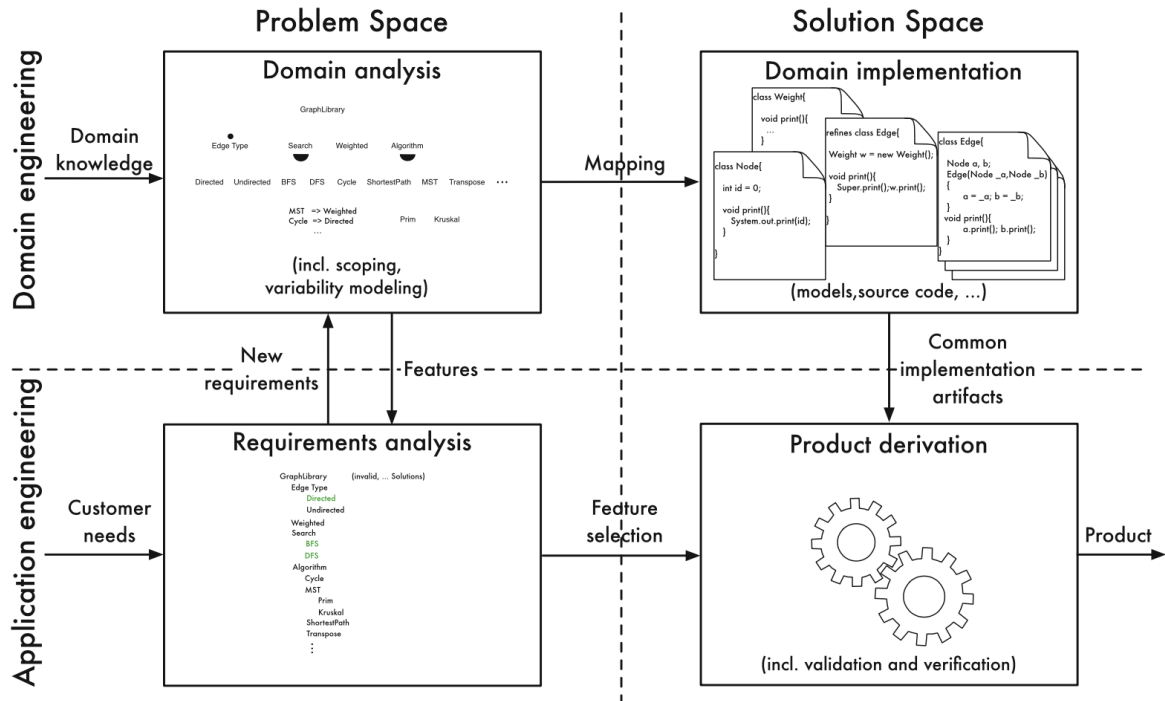 Problem Space
Solution Space
Domain engineering
Application engineering
Domain
knowledge
Domain analysis
GraphLibrary
Edge Type Search Weighted Algorithm
Directed Undirected BFS DFS Cycle ShortestPath MST Transpose ...
MST => Weighted
Cycle => Directed
...
Prim Kruskal
(incl. scoping,
variability modeling)
Mapping
Domain implementation
class Weight{
void print(){
...
}
class Node{
int id = 0;
void print(){
System.out.print(id);
}
}
refines class Edge{
Weight w = new Weight();
void print(){
Super.print();w.print();
}
}
class Edge{
Node a, b;
Edge(Node _a,Node _b)
{
a = _a; b = _b;
}
void print(){
a.print(); b.print();
}
}
(models,source code, ...)
New
requirements
Features
Common
implementation
artifacts
Customer
needs
Requirements analysis
GraphLibrary (invalid, ... Solutions)
Edge Type
Directed
Undirected
Weighted
Search
BFS
DFS
Algorithm
Cycle
MST
Prim
Kruskal
ShortestPath
Transpose
⋮
Feature
selection
Product derivation
(incl. validation and verification)
Product